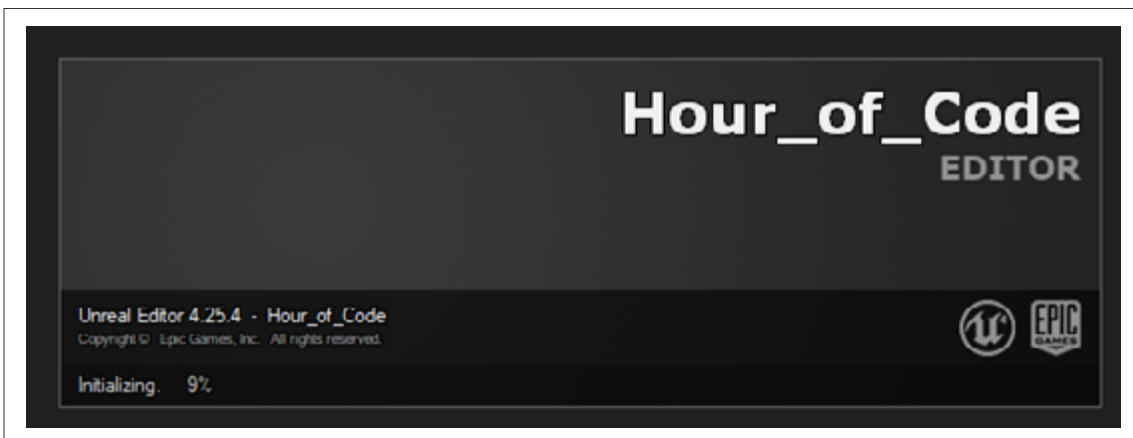 Hour_of_Code
EDITOR
Unreal Editor 4.25.4 - Hour_of_Code
Copyright © Epic Games, Inc. All rights reserved.
EPIC
GAMES
Initializing. 9%